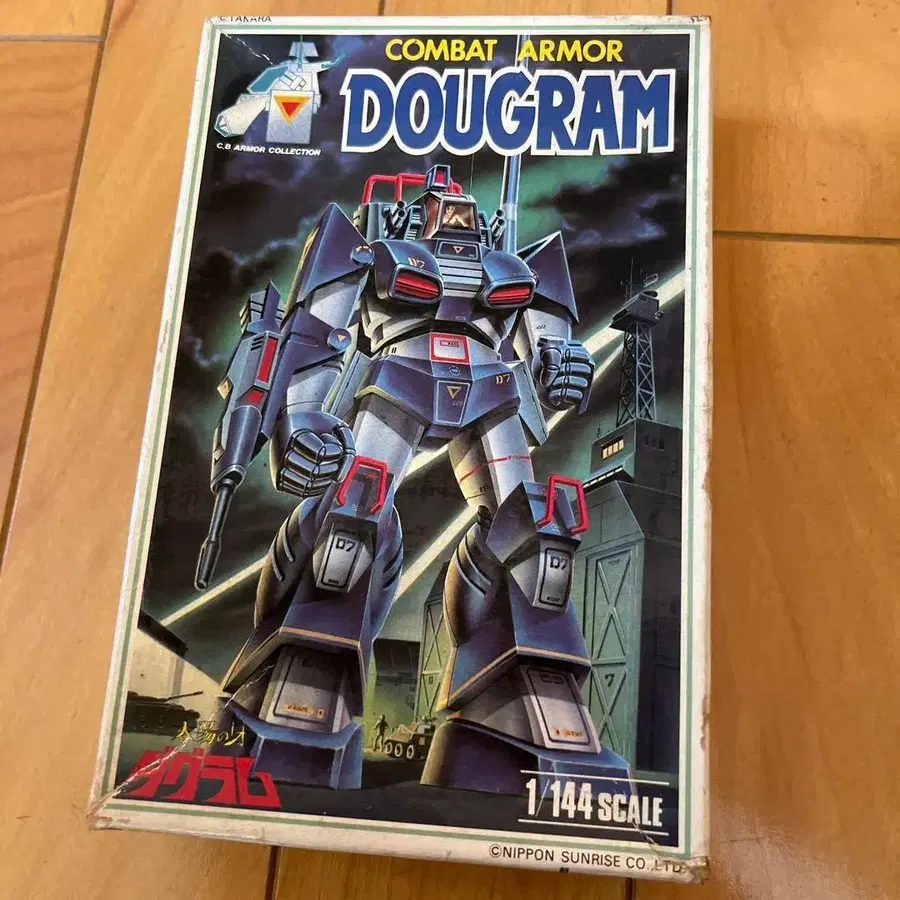 ©TAKARA
COMBAT ARMOR
DOUGRAM
C.B ARMOR COLLECTION
D7
D7
D7
D7
太陽の牙
ダグラム
1/144 SCALE
©NIPPON SUNRISE CO.,LTD.